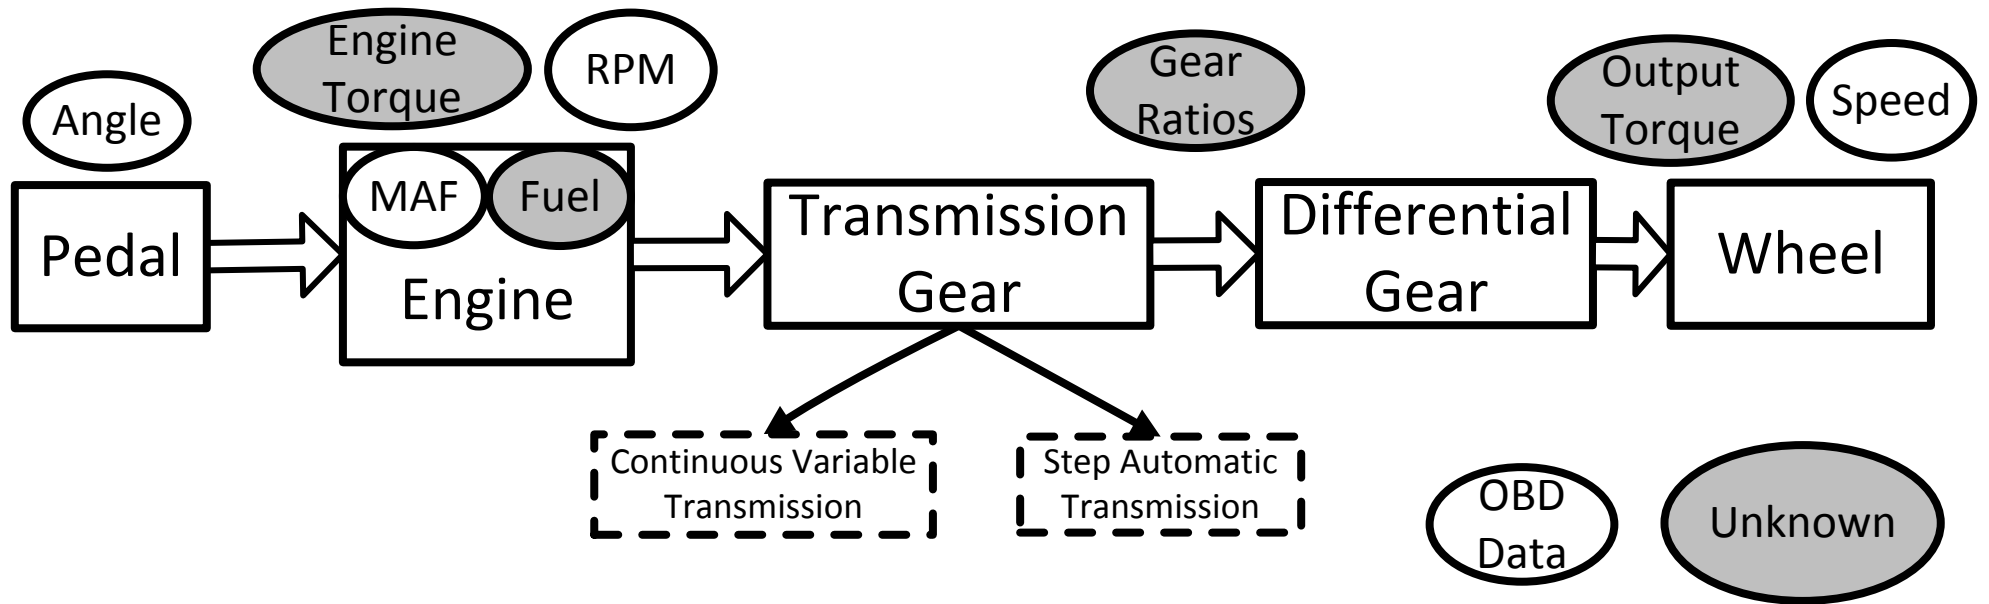 Angle
Engine
Torque
RPM
Gear
Ratios
Output
Torque
Speed
Pedal
MAF
Fuel
Engine
Transmission
Gear
Differential
Gear
Wheel
Continuous Variable
Transmission
Step Automatic
Transmission
OBD
Data
Unknown